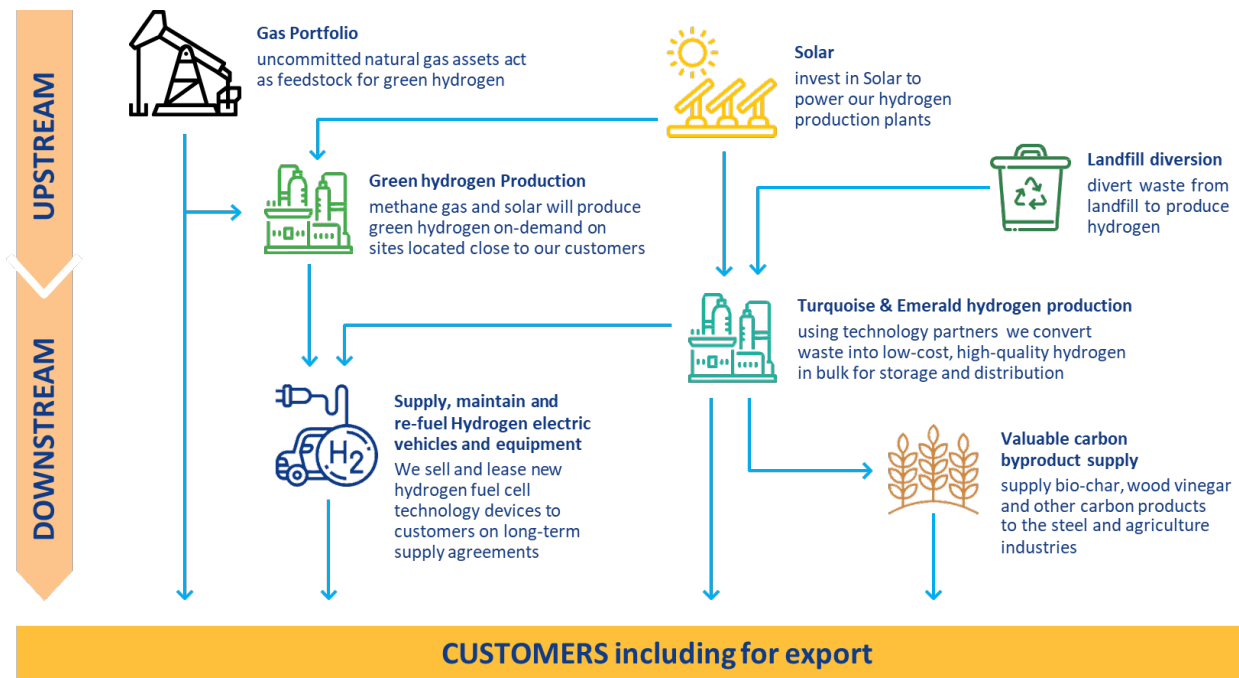 UPSTREAM
DOWNSTREAM
Gas Portfolio
uncommitted natural gas assets act
as feedstock for green hydrogen
Solar
invest in Solar to
power our hydrogen
production plants
Landfill diversion
divert waste from
landfill to produce
hydrogen
Green hydrogen Production
methane gas and solar will produce
green hydrogen on-demand on
sites located close to our customers
Turquoise & Emerald hydrogen production
using technology partners we convert
waste into low-cost, high-quality hydrogen
in bulk for storage and distribution
H2
Supply, maintain and
re-fuel Hydrogen electric
vehicles and equipment
We sell and lease new
hydrogen fuel cell
technology devices to
customers on long-term
supply agreements
Valuable carbon
byproduct supply
supply bio-char, wood vinegar
and other carbon products
to the steel and agriculture
industries
CUSTOMERS including for export